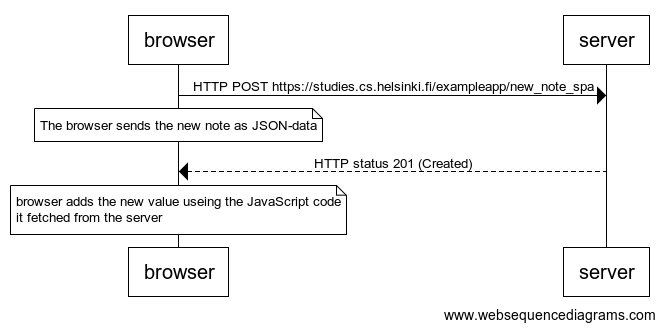 browser
server
HTTP POST https://studies.cs.helsinki.fi/exampleapp/new_note_spa
The browser sends the new note as JSON-data
HTTP status 201 (Created)
browser adds the new value useing the JavaScript code
it fetched from the server
browser
server
www.websequencediagrams.com